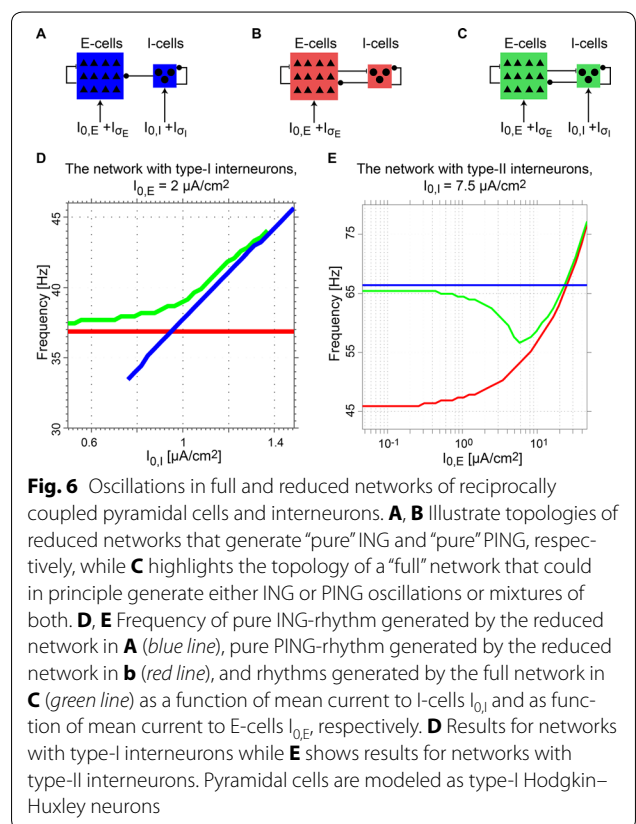 A
B
C
E-cells I-cells
E-cells I-cells
E-cells I-cells
I0,E +IσE I0,I +IσI
I0,E +IσE
I0,E +IσE I0,I +IσI
D
The network with type-I interneurons,
I0,E = 2 µA/cm2
Frequency [Hz]
45
40
35
30
0.6 1 1.4
I0,I [µA/cm2]
E
The network with type-II interneurons,
I0,I = 7.5 µA/cm2
Frequency [Hz]
75
65
55
45
10-1 100 101
I0,E [µA/cm2]
Fig. 6 Oscillations in full and reduced networks of reciprocally
coupled pyramidal cells and interneurons. A, B Illustrate topologies of
reduced networks that generate “pure” ING and “pure” PING, respec-
tively, while C highlights the topology of a “full” network that could
in principle generate either ING or PING oscillations or mixtures of
both. D, E Frequency of pure ING-rhythm generated by the reduced
network in A (blue line), pure PING-rhythm generated by the reduced
network in b (red line), and rhythms generated by the full network in
C (green line) as a function of mean current to I-cells I0,I and as func-
tion of mean current to E-cells I0,E, respectively. D Results for networks
with type-I interneurons while E shows results for networks with
type-II interneurons. Pyramidal cells are modeled as type-I Hodgkin–
Huxley neurons